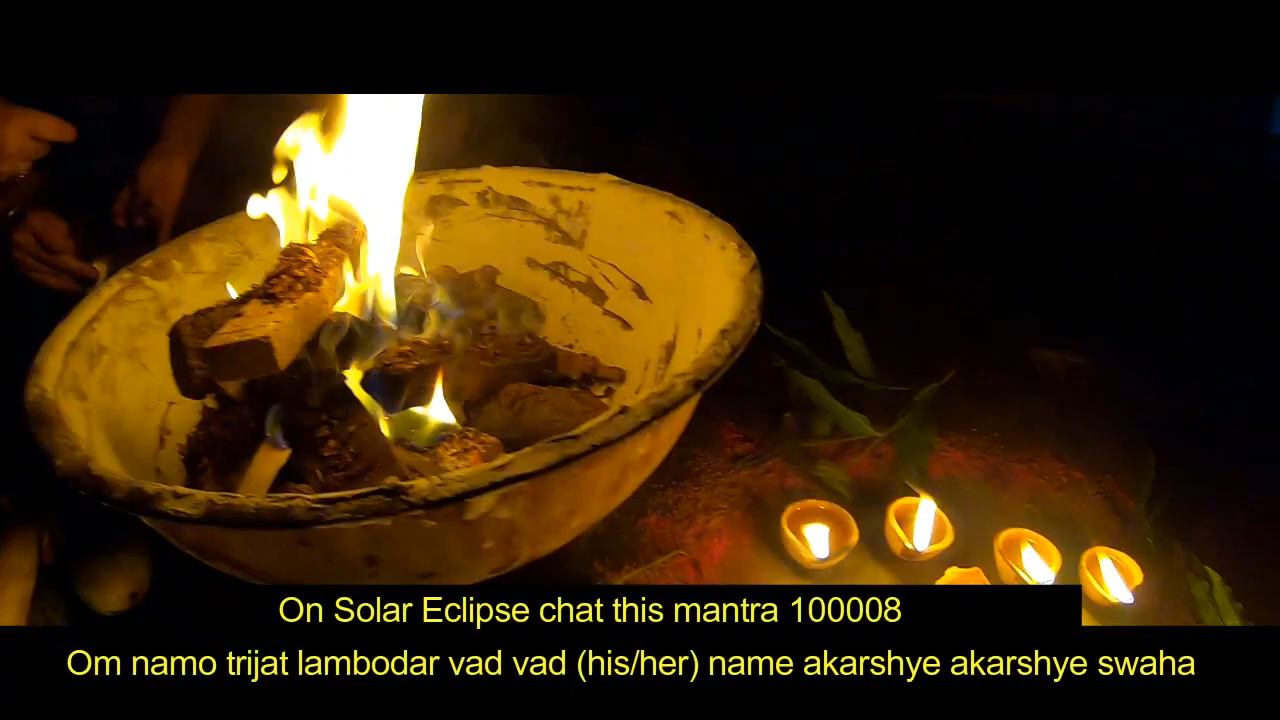 On Solar Eclipse chat this mantra 100008
Om namo trijat lambodar vad vad (his/her) name akarshye akarshye swaha